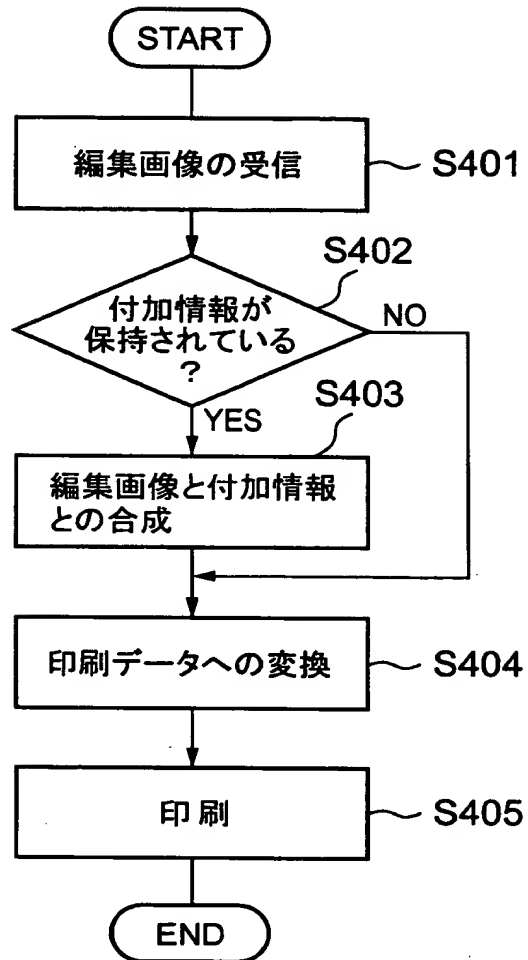 START
編集画像の受信
S401
S402
付加情報が
保持されている
?
NO
YES
S403
編集画像と付加情報
との合成
印刷データへの変換
S404
印刷
S405
END